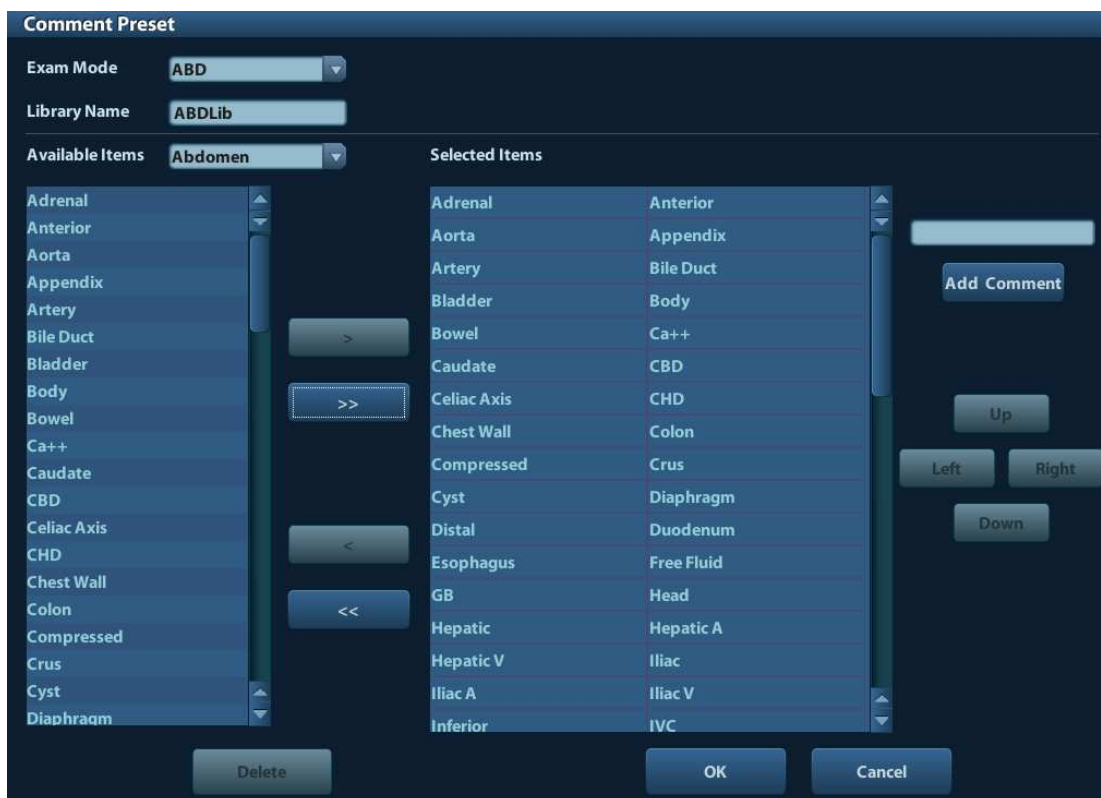 Comment Preset
Exam Mode ABD
Library Name ABDLib
Available Items Abdomen
Adrenal
Anterior
Aorta
Appendix
Artery
Bile Duct
Bladder
Body
Bowel
Ca++
Caudate
CBD
Celiac Axis
CHD
Chest Wall
Colon
Compressed
Crus
Cyst
Diaphragm
>
>>
<
<<
Selected Items
Adrenal Anterior
Aorta Appendix
Artery Bile Duct
Bladder Body
Bowel Ca++
Caudate CBD
Celiac Axis CHD
Chest Wall Colon
Compressed Crus
Cyst Diaphragm
Distal Duodenum
Esophagus Free Fluid
GB Head
Hepatic Hepatic A
Hepatic V Iliac
Iliac A Iliac V
Inferior IVC
Add Comment
Up
Left Right
Down
Delete OK Cancel